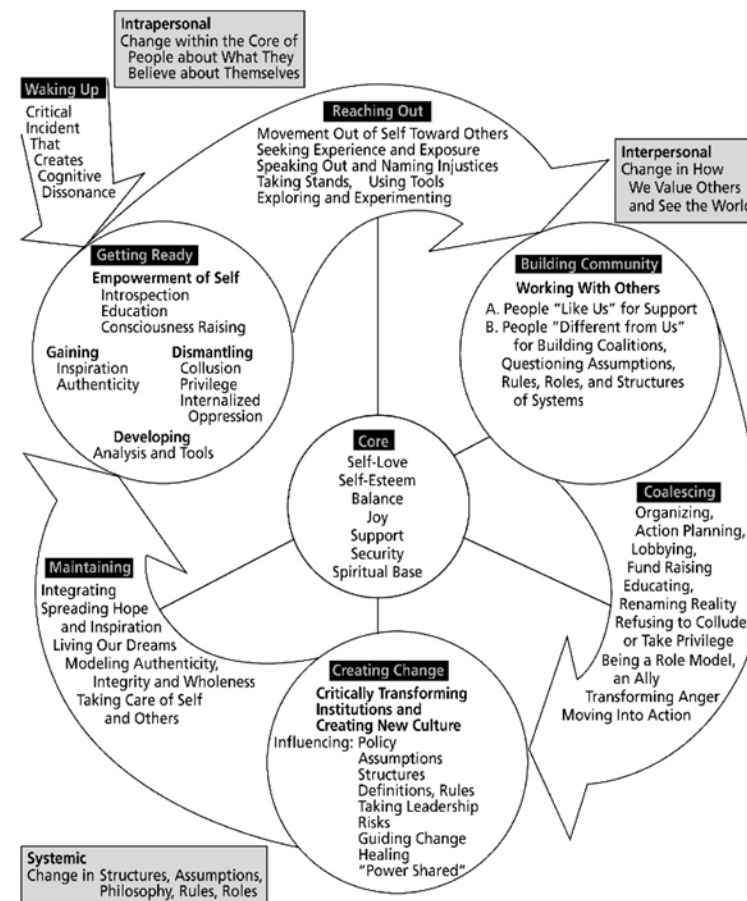 Intrapersonal
Change within the Core of
People about What They
Believe about Themselves
Waking Up
Critical
Incident
That
Creates
Cognitive
Dissonance
Reaching Out
Movement Out of Self Toward Others
Seeking Experience and Exposure
Speaking Out and Naming Injustices
Taking Stands, Using Tools
Exploring and Experimenting
Interpersonal
Change in How
We Value Others
and See the World
Getting Ready
Empowerment of Self
Introspection
Education
Consciousness Raising
Gaining
Inspiration
Authenticity
Dismantling
Collusion
Privilege
Internalized
Oppression
Developing
Analysis and Tools
Building Community
Working With Others
A. People “Like Us” for Support
B. People “Different from Us”
for Building Coalitions,
Questioning Assumptions,
Rules, Roles, and Structures
of Systems
Core
Self-Love
Self-Esteem
Balance
Joy
Support
Security
Spiritual Base
Coalescing
Organizing,
Action Planning,
Lobbying,
Fund Raising
Educating,
Renaming Reality
Refusing to Collude
or Take Privilege
Being a Role Model,
an Ally
Transforming Anger
Moving Into Action
Maintaining
Integrating
Spreading Hope
and Inspiration
Living Our Dreams
Modeling Authenticity,
Integrity and Wholeness
Taking Care of Self
and Others
Creating Change
Critically Transforming
Institutions and
Creating New Culture
Influencing: Policy
Assumptions
Structures
Definitions, Rules
Taking Leadership
Risks
Guiding Change
Healing
“Power Shared”
Systemic
Change in Structures, Assumptions,
Philosophy, Rules, Roles